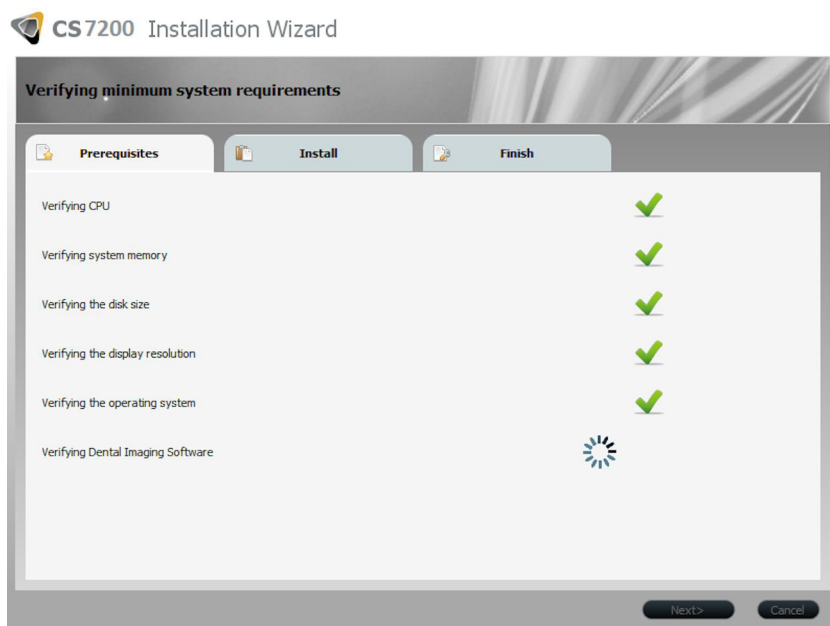 CS 7200 Installation Wizard
Verifying minimum system requirements
Prerequisites Install Finish
Verifying CPU
Verifying system memory
Verifying the disk size
Verifying the display resolution
Verifying the operating system
Verifying Dental Imaging Software
Next> Cancel